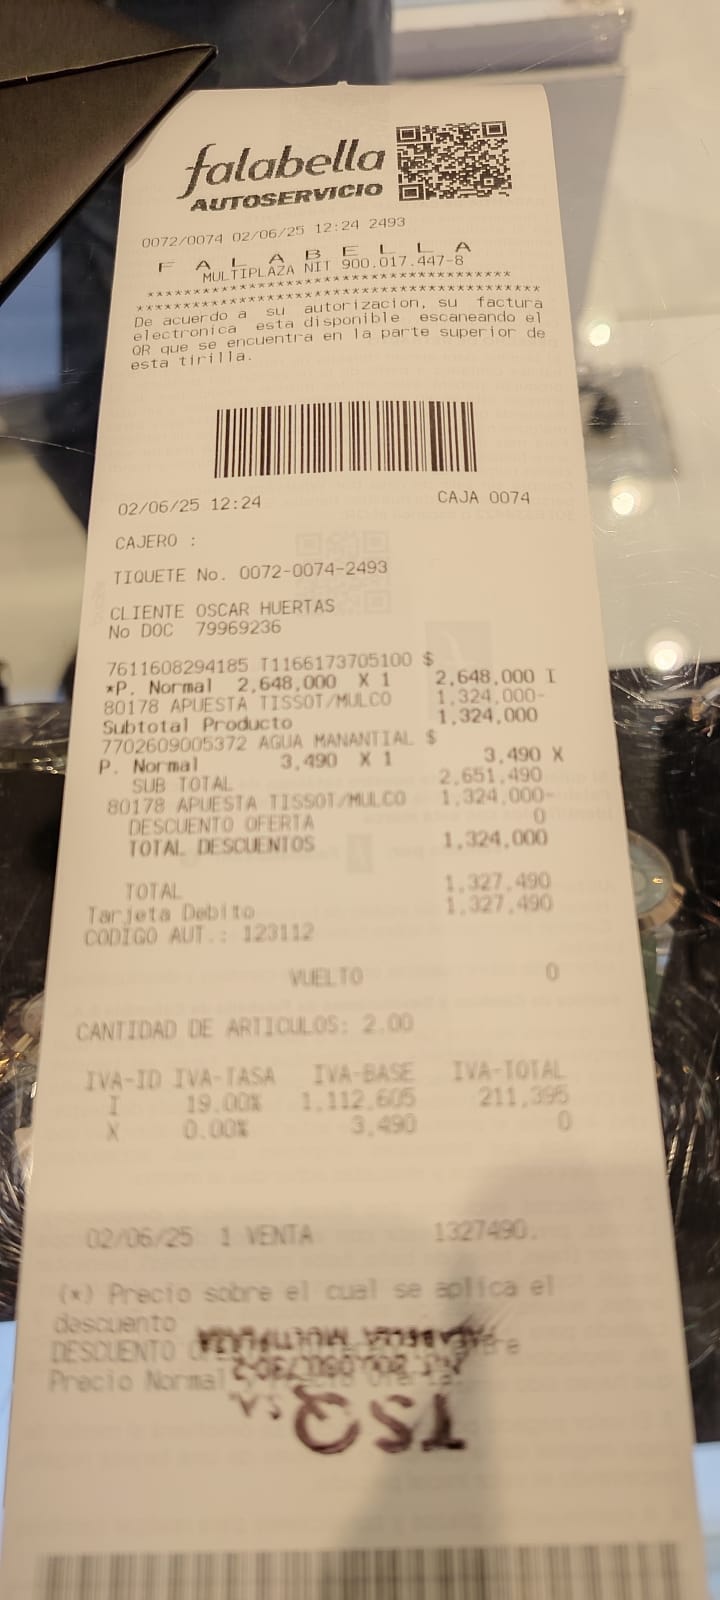 falabella
AUTOSERVICIO
0072/0074 02/06/25 12:24 2493
F A L A B E L L A
MULTIPLAZA NIT 900.017.447-8
****************************************
****************************************
De acuerdo a su autorizacion, su factura
electronica esta disponible escaneando el
QR que se encuentra en la parte superior de
esta tirilla.
02/06/25 12:24 CAJA 0074
CAJERO :
TIQUETE No. 0072-0074-2493
CLIENTE OSCAR HUERTAS
No DOC 79969236
7611608294185 T1166173705100 $
*P. Normal 2,648,000 X 1 2,648,000 I
80178 APUESTA TISSOT/MULCO 1,324,000-
Subtotal Producto 1,324,000
7702609005372 AGUA MANANTIAL $
P. Normal 3,490 X 1 3,490 X
SUB TOTAL 2,651,490
80178 APUESTA TISSOT/MULCO 1,324,000-
DESCUENTO OFERTA 0
TOTAL DESCUENTOS 1,324,000
TOTAL 1,327,490
Tarjeta Debito 1,327,490
CODIGO AUT.: 123112
VUELTO 0
CANTIDAD DE ARTICULOS: 2.00
IVA-ID IVA-TASA IVA-BASE IVA-TOTAL
I 19.00% 1,112,605 211,395
X 0.00% 3,490 0
02/06/25 1 VENTA 1327490.
(*) Precio sobre el cual se aplica el
descuento
DESCUENTO
Precio Normal
FALABELLA MULTIPLAZA
TSQ S.A.